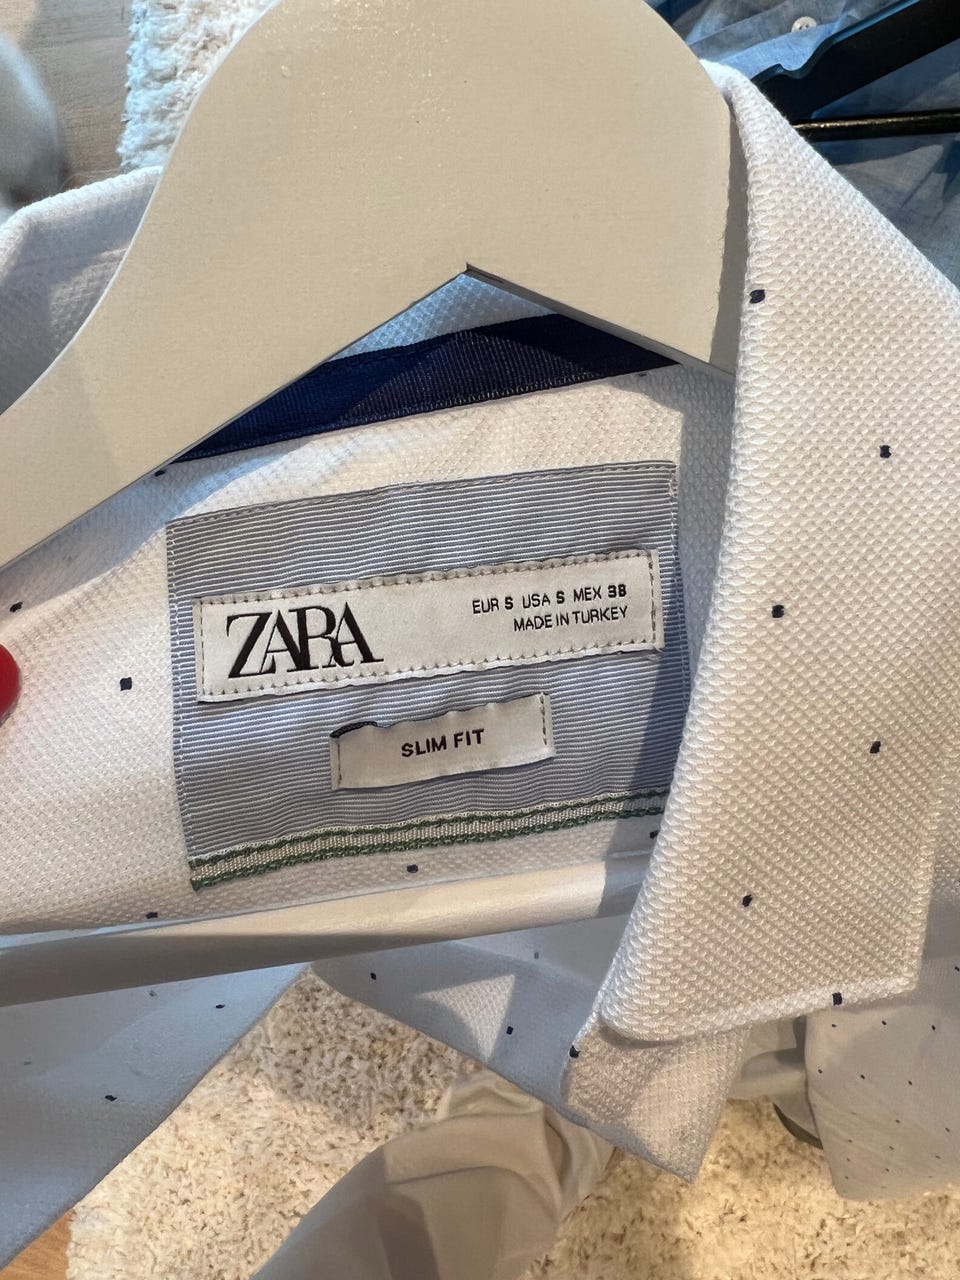 ZARA
EUR S USA S MEX 38
MADE IN TURKEY
SLIM FIT